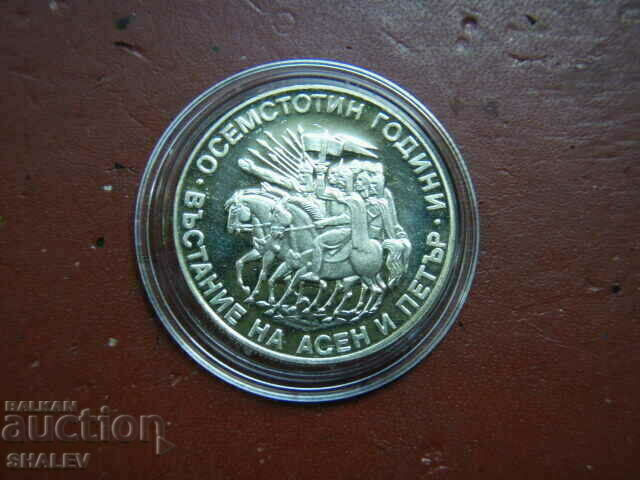 · ОСЕМСТОТИН ГОДИНИ ·
ВЪСТАНИЕ НА АСЕН И ПЕТЪР
BALKAN
auction
SHALEV